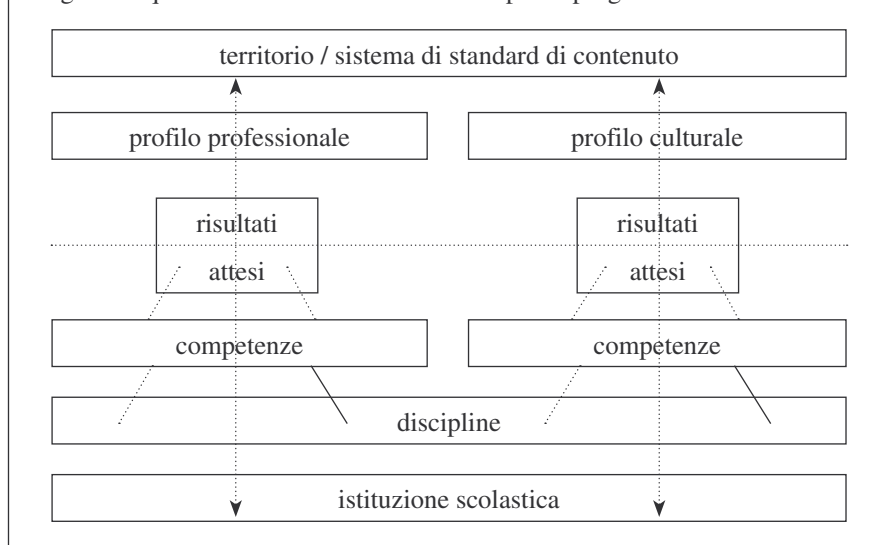 territorio / sistema di standard di contenuto
profilo professionale
profilo culturale
risultati
attesi
risultati
attesi
competenze
competenze
discipline
istituzione scolastica